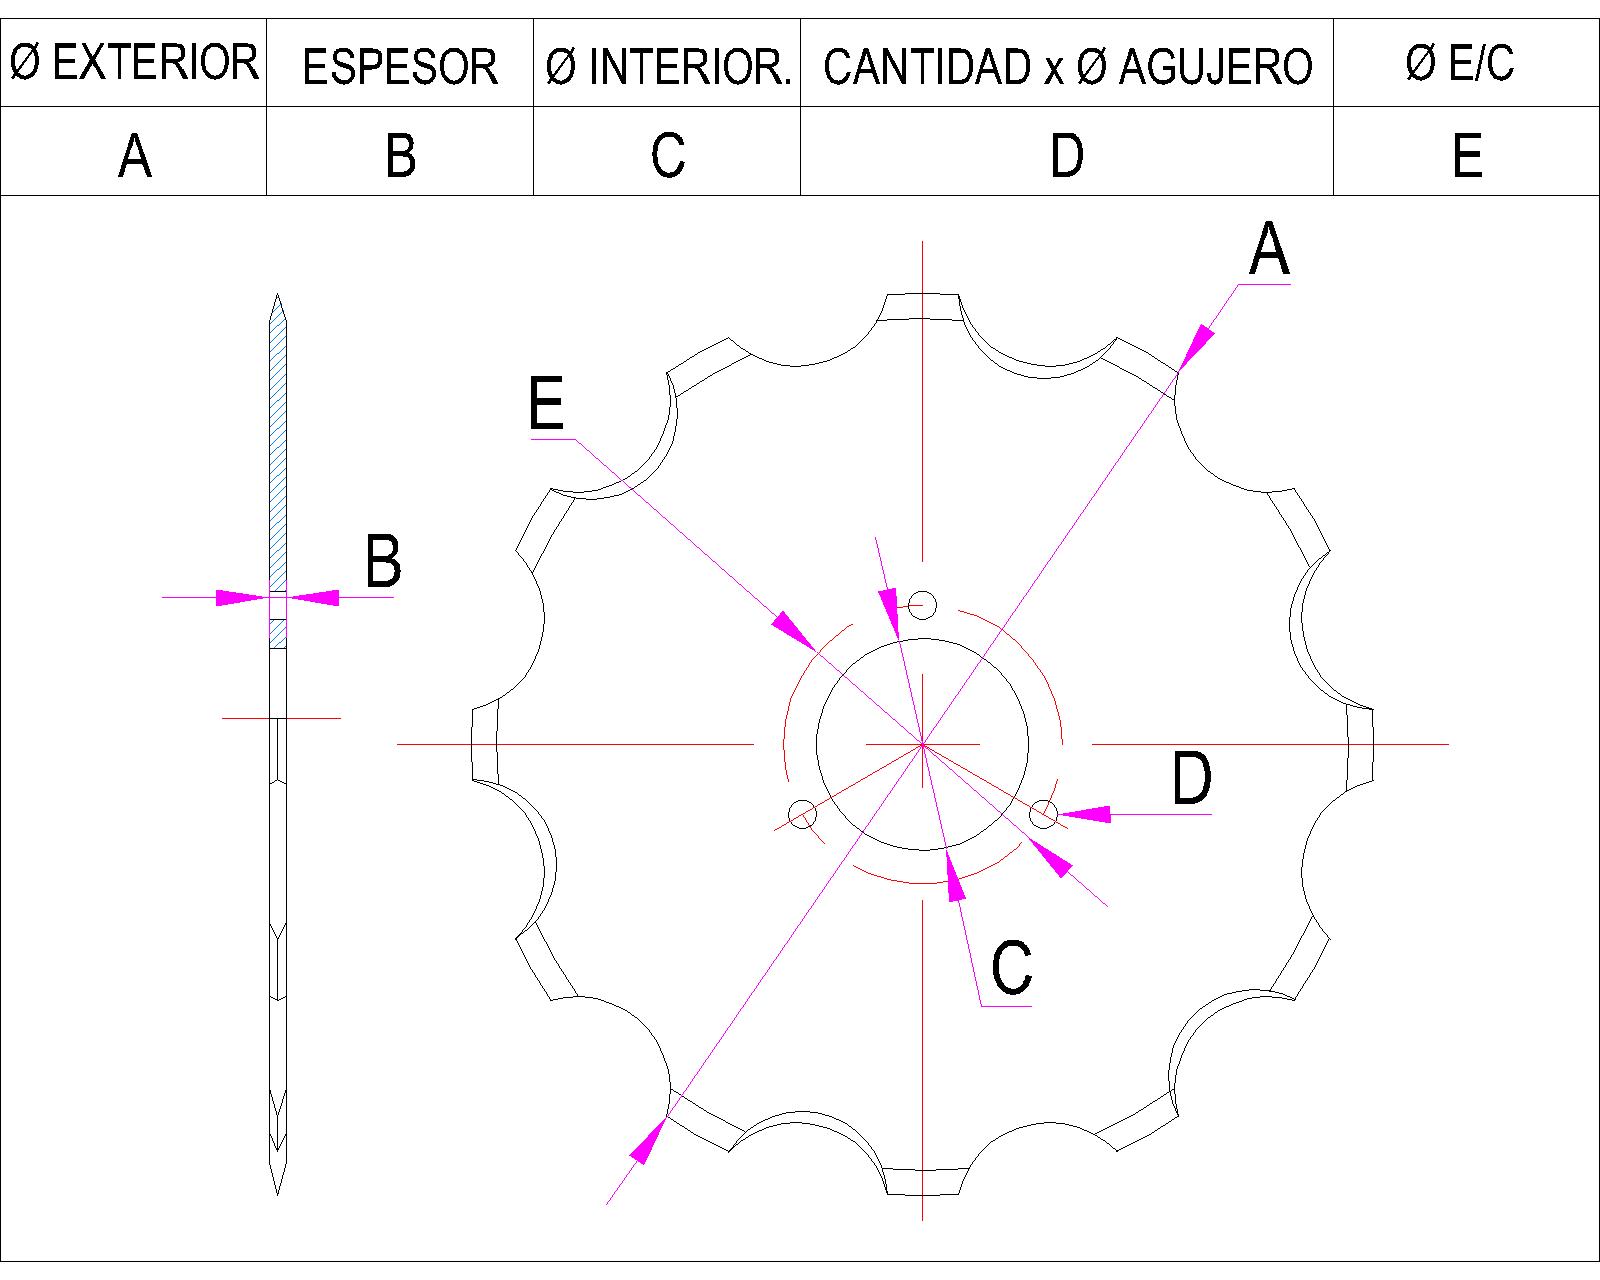 Ø EXTERIOR ESPESOR Ø INTERIOR. CANTIDAD x Ø AGUJERO Ø E/C
A B C D E
A
E
B
D
C